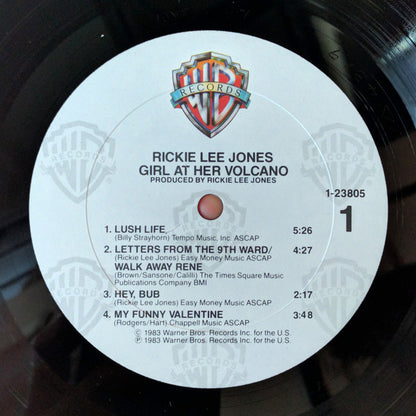 WB
RECORDS
RICKIE LEE JONES
GIRL AT HER VOLCANO
PRODUCED BY RICKIE LEE JONES
1-23805
1
1. LUSH LIFE 5:26
(Billy Strayhorn) Tempo Music, Inc ASCAP
2. LETTERS FROM THE 9TH WARD/ 4:27
(Rickie Lee Jones) Easy Money Music ASCAP
WALK AWAY RENE
(Brown/Sansone/Calili) The Times Square Music
Publications Company BMI
3. HEY, BUB 2:17
(Rickie Lee Jones) Easy Money Music ASCAP
4. MY FUNNY VALENTINE 3:48
(Rodgers/Hart) Chappell Music ASCAP
© 1983 Warner Bros. Records Inc. for the U.S.
℗ 1983 Warner Bros. Records Inc. for the U.S.